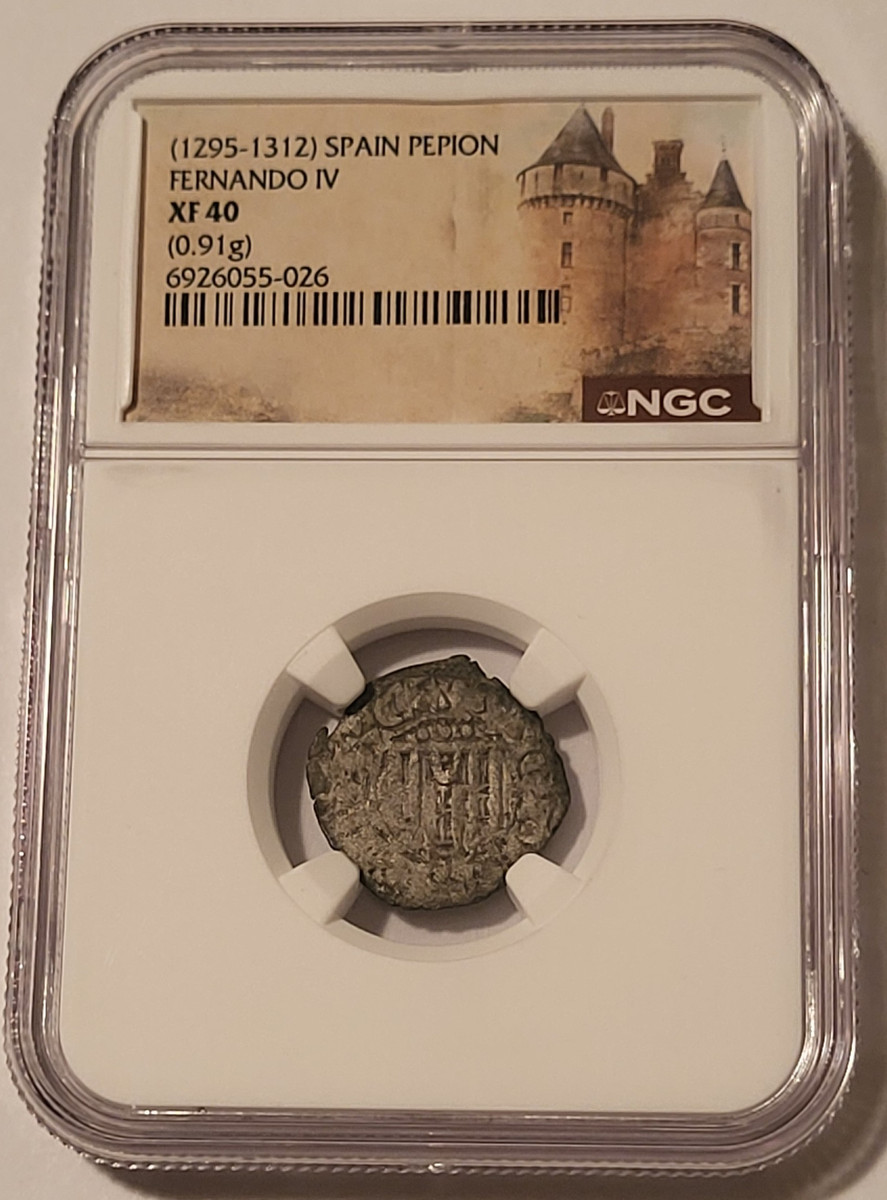 (1295-1312) SPAIN PEPION
FERNANDO IV
XF 40
(0.91g)
6926055-026
NGC